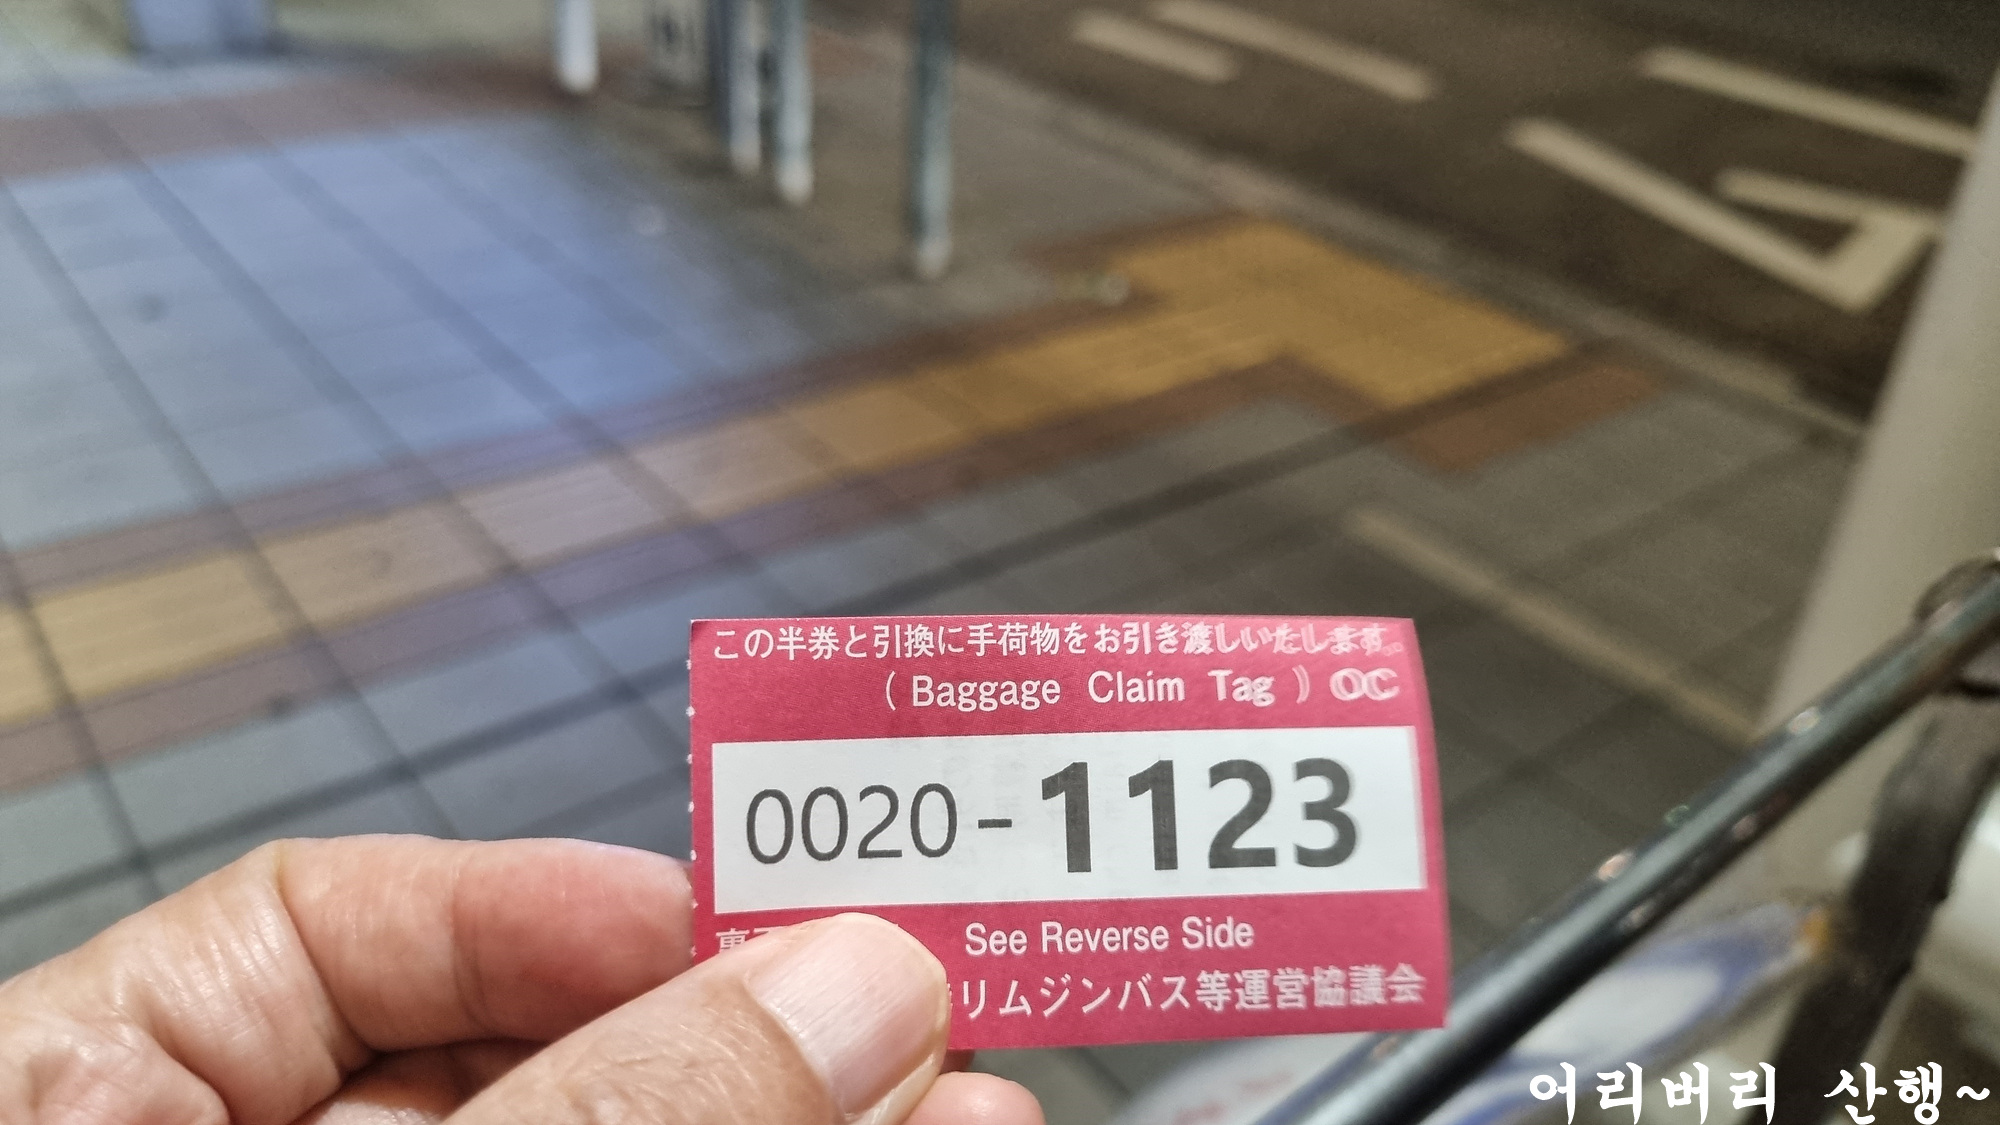 この半券と引換に手荷物をお引き渡しいたします。
( Baggage Claim Tag ) OC
0020-1123
See Reverse Side
リムジンバス等運営協議会
어리버리 산행~